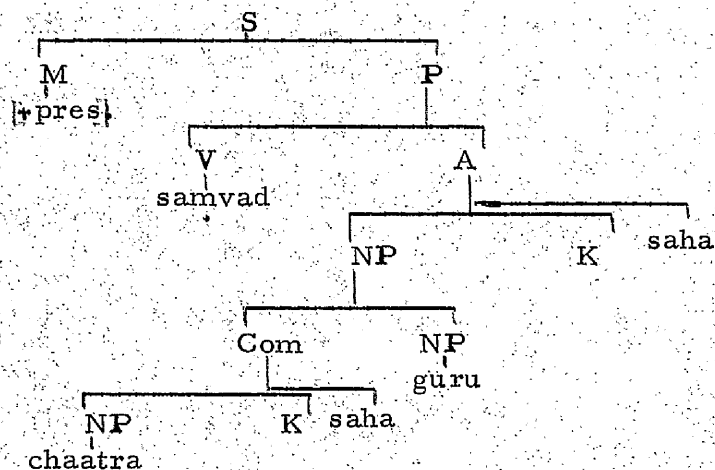 S
M P
[+pres]
V A
samvad
NP K saha
Com NP
guru
NP K saha
chaatra